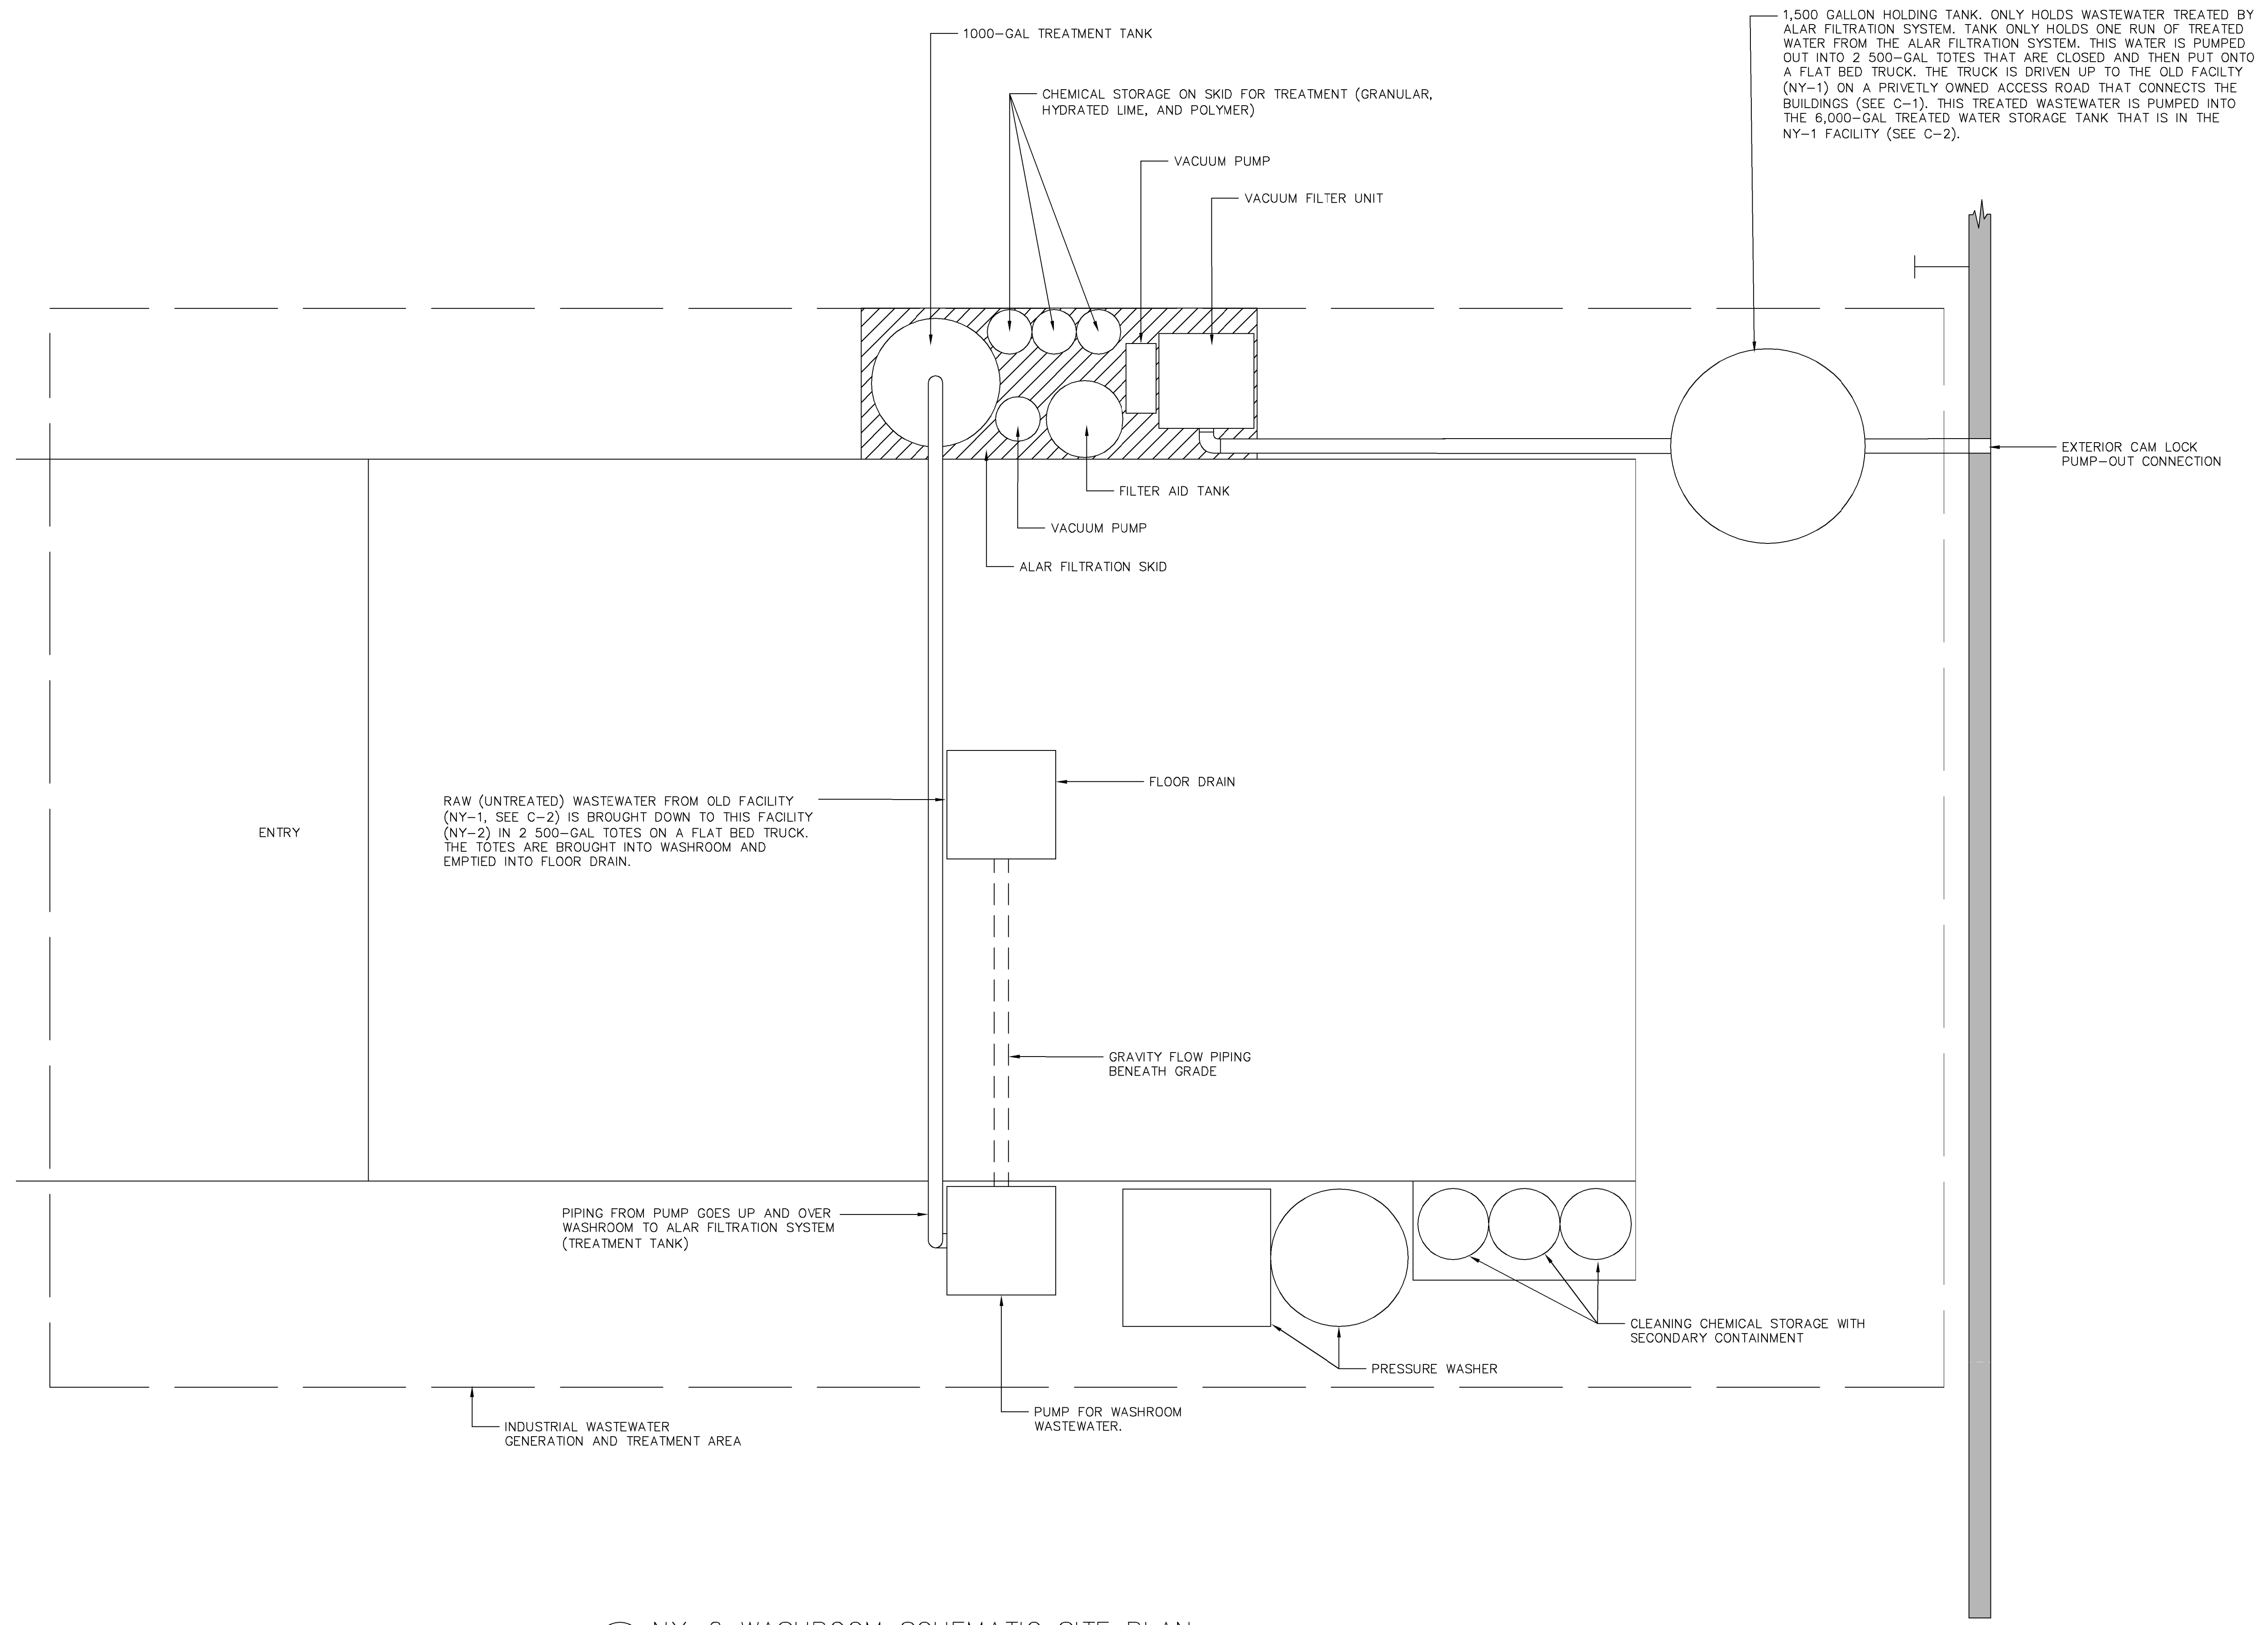 1000-GAL TREATMENT TANK
1,500 GALLON HOLDING TANK. ONLY HOLDS WASTEWATER TREATED BY
ALAR FILTRATION SYSTEM. TANK ONLY HOLDS ONE RUN OF TREATED
WATER FROM THE ALAR FILTRATION SYSTEM. THIS WATER IS PUMPED
OUT INTO 2 500-GAL TOTES THAT ARE CLOSED AND THEN PUT ONTO
A FLAT BED TRUCK. THE TRUCK IS DRIVEN UP TO THE OLD FACILTY
(NY-1) ON A PRIVETLY OWNED ACCESS ROAD THAT CONNECTS THE
BUILDINGS (SEE C-1). THIS TREATED WASTEWATER IS PUMPED INTO
THE 6,000-GAL TREATED WATER STORAGE TANK THAT IS IN THE
NY-1 FACILITY (SEE C-2).
CHEMICAL STORAGE ON SKID FOR TREATMENT (GRANULAR,
HYDRATED LIME, AND POLYMER)
VACUUM PUMP
VACUUM FILTER UNIT
EXTERIOR CAM LOCK
PUMP-OUT CONNECTION
FILTER AID TANK
VACUUM PUMP
ALAR FILTRATION SKID
FLOOR DRAIN
RAW (UNTREATED) WASTEWATER FROM OLD FACILITY
(NY-1, SEE C-2) IS BROUGHT DOWN TO THIS FACILITY
(NY-2) IN 2 500-GAL TOTES ON A FLAT BED TRUCK.
THE TOTES ARE BROUGHT INTO WASHROOM AND
EMPTIED INTO FLOOR DRAIN.
ENTRY
GRAVITY FLOW PIPING
BENEATH GRADE
PIPING FROM PUMP GOES UP AND OVER
WASHROOM TO ALAR FILTRATION SYSTEM
(TREATMENT TANK)
CLEANING CHEMICAL STORAGE WITH
SECONDARY CONTAINMENT
PRESSURE WASHER
PUMP FOR WASHROOM
WASTEWATER.
INDUSTRIAL WASTEWATER
GENERATION AND TREATMENT AREA
WASHROOM SCHEMATIC SITE PLAN